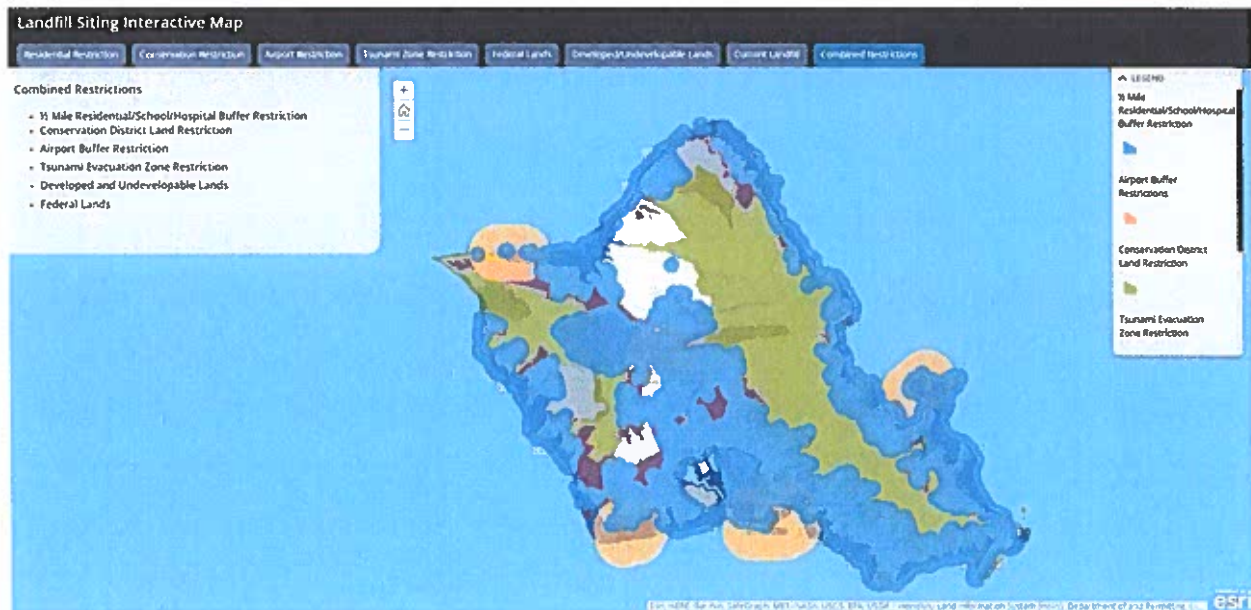 Landfill Siting Interactive Map
Residential Restriction
Conservation Restriction
Airport Restriction
Tsunami Zone Restriction
Federal Lands
Developed/Undevelopable Lands
Current Landfill
Combined Restrictions
Combined Restrictions
½ Mile Residential/School/Hospital Buffer Restriction
Conservation District Land Restriction
Airport Buffer Restriction
Tsunami Evacuation Zone Restriction
Developed and Undevelopable Lands
Federal Lands
+
−
LEGEND
½ Mile
Residential/School/Hospital
Buffer Restriction
Airport Buffer
Restrictions
Conservation District
Land Restriction
Tsunami Evacuation
Zone Restriction
esri